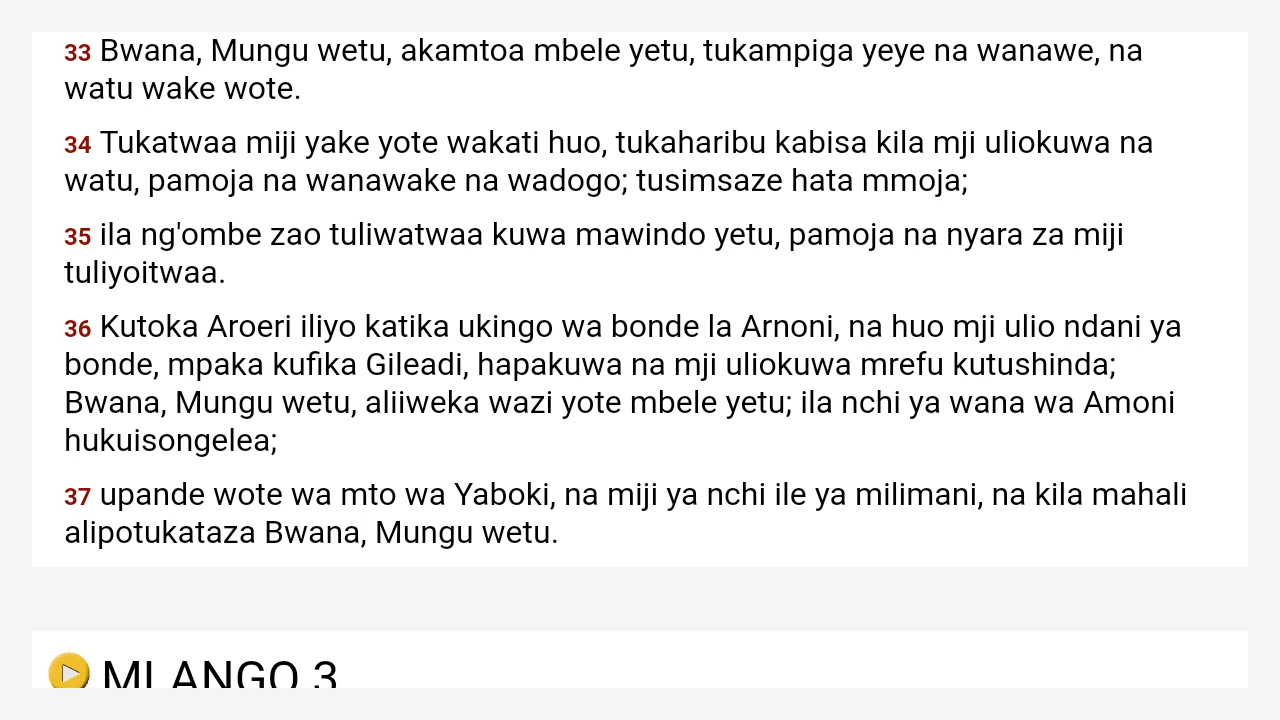 33 Bwana, Mungu wetu, akamtoa mbele yetu, tukampiga yeye na wanawe, na
watu wake wote.
34 Tukatwaa miji yake yote wakati huo, tukaharibu kabisa kila mji uliokuwa na
watu, pamoja na wanawake na wadogo; tusimsaze hata mmoja;
35 ila ng'ombe zao tuliwatwaa kuwa mawindo yetu, pamoja na nyara za miji
tuliyoitwaa.
36 Kutoka Aroeri iliyo katika ukingo wa bonde la Arnoni, na huo mji ulio ndani ya
bonde, mpaka kufika Gileadi, hapakuwa na mji uliokuwa mrefu kutushinda;
Bwana, Mungu wetu, aliiweka wazi yote mbele yetu; ila nchi ya wana wa Amoni
hukuisongelea;
37 upande wote wa mto wa Yaboki, na miji ya nchi ile ya milimani, na kila mahali
alipotukataza Bwana, Mungu wetu.
MLANGO 3